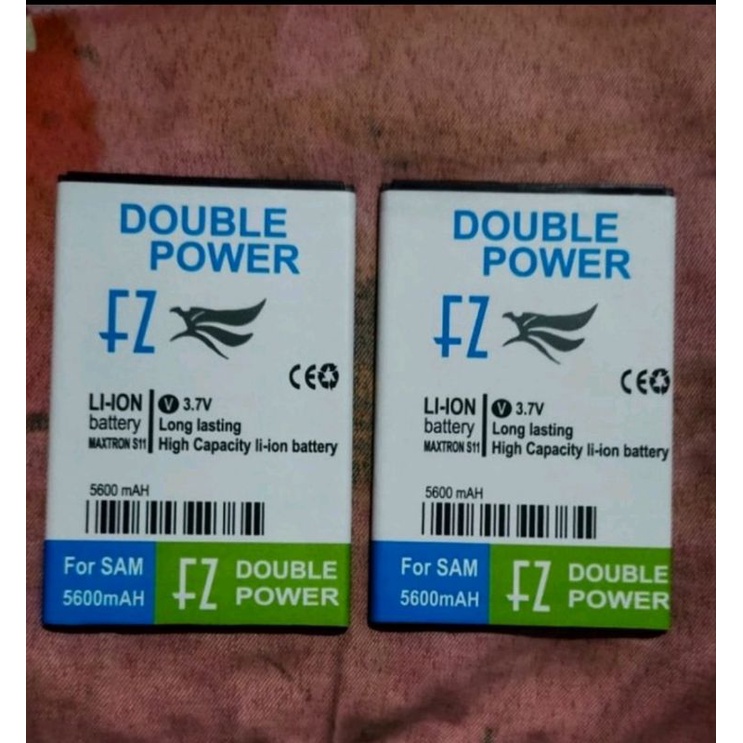 DOUBLE
POWER
FZ
CE
LI-ION
battery
MAXTRON S11
V 3.7V
Long lasting
High Capacity li-ion battery
5600 mAH
For SAM
5600mAH
FZ
DOUBLE
POWER
DOUBLE
POWER
FZ
CE
LI-ION
battery
MAXTRON S11
V 3.7V
Long lasting
High Capacity li-ion battery
5600 mAH
For SAM
5600mAH
FZ
DOUBLE
POWER